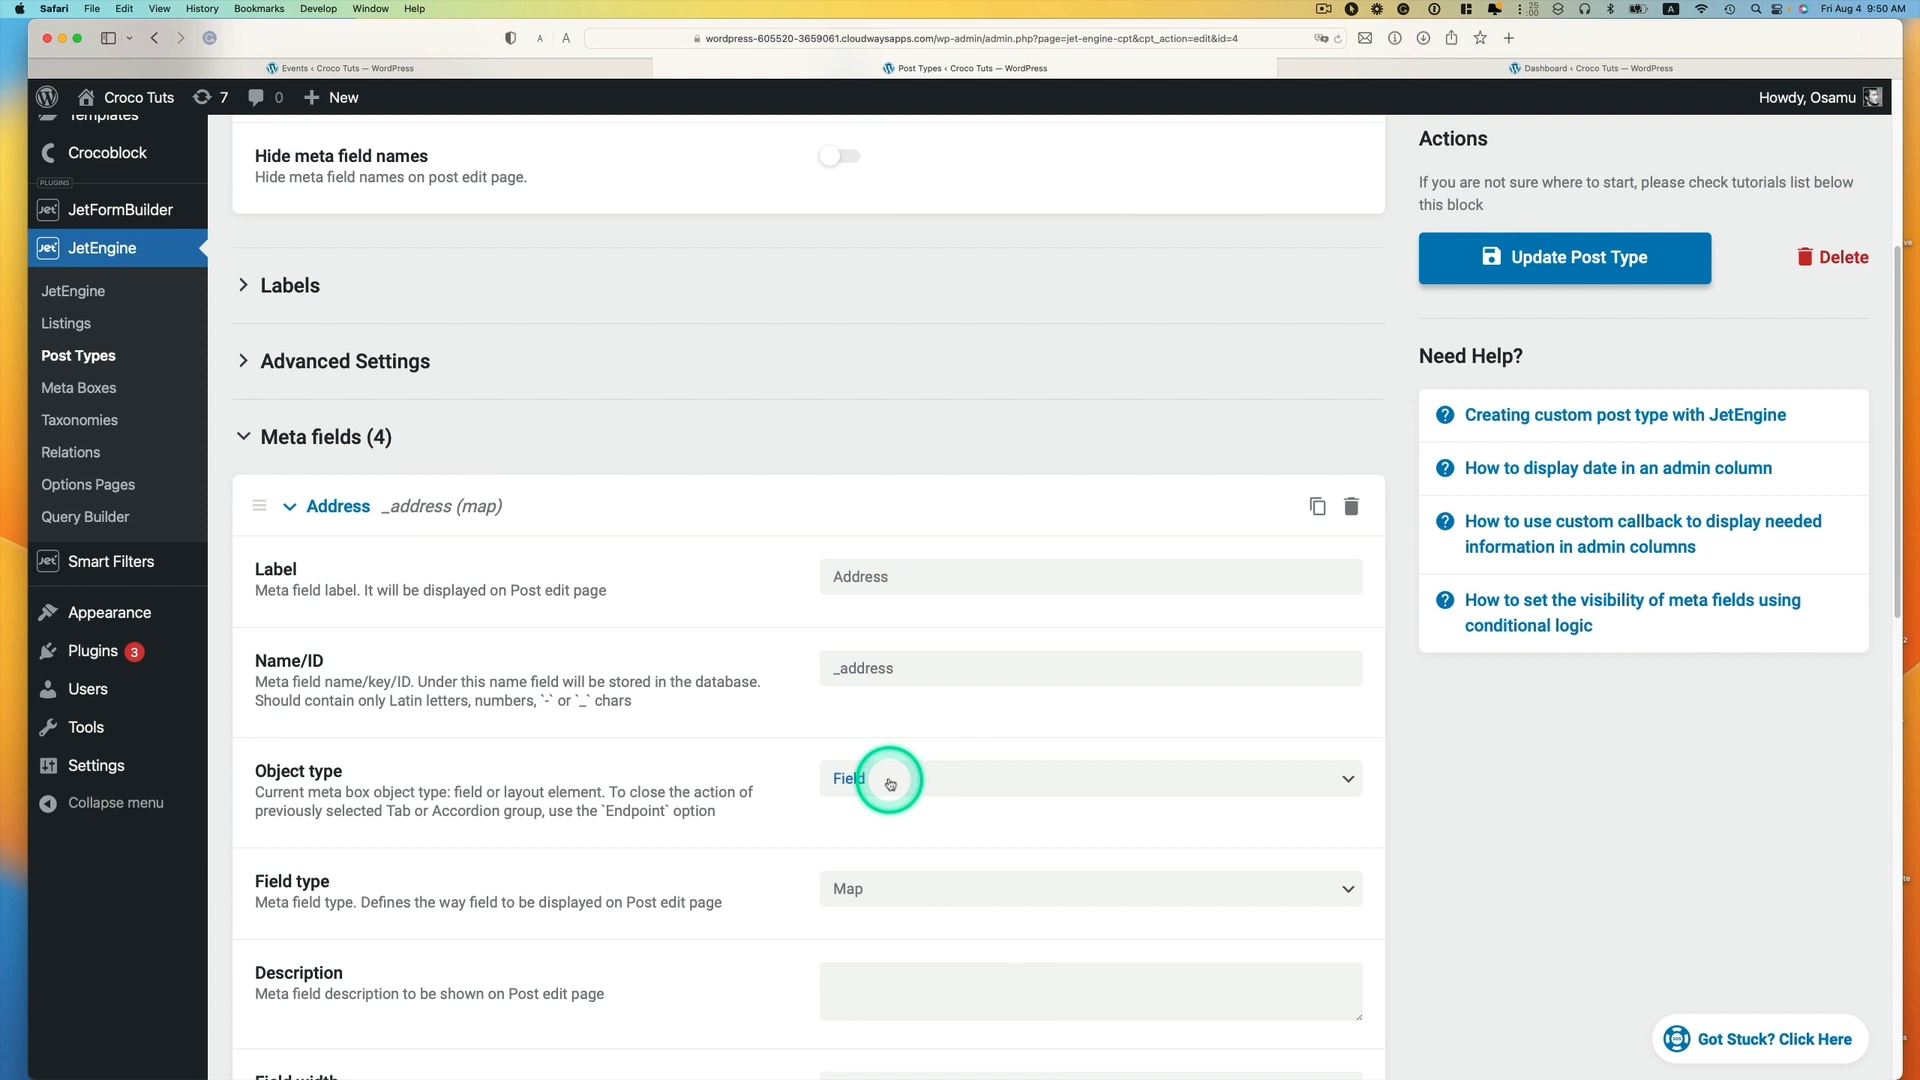 Safari File Edit View History Bookmarks Develop Window Help
Fri Aug 4 9:50 AM
wordpress-605520-3659061.cloudwaysapps.com/wp-admin/admin.php?page=jet-engine-cpt&cpt_action=edit&id=4
Events < Croco Tuts — WordPress
Post Types < Croco Tuts — WordPress
Dashboard < Croco Tuts — WordPress
Croco Tuts 7 0 New
Howdy, Osamu
Templates
Crocoblock
PLUGINS
JetFormBuilder
JetEngine
JetEngine
Listings
Post Types
Meta Boxes
Taxonomies
Relations
Options Pages
Query Builder
Smart Filters
Appearance
Plugins 3
Users
Tools
Settings
Collapse menu
Hide meta field names
Hide meta field names on post edit page.
Labels
Advanced Settings
Meta fields (4)
Address _address (map)
Label
Meta field label. It will be displayed on Post edit page
Address
Name/ID
Meta field name/key/ID. Under this name field will be stored in the database.
Should contain only Latin letters, numbers, `-` or `_` chars
_address
Object type
Current meta box object type: field or layout element. To close the action of
previously selected Tab or Accordion group, use the `Endpoint` option
Field
Field type
Meta field type. Defines the way field to be displayed on Post edit page
Map
Description
Meta field description to be shown on Post edit page
Field width
Actions
If you are not sure where to start, please check tutorials list below
this block
Update Post Type
Delete
Need Help?
Creating custom post type with JetEngine
How to display date in an admin column
How to use custom callback to display needed
information in admin columns
How to set the visibility of meta fields using
conditional logic
Got Stuck? Click Here